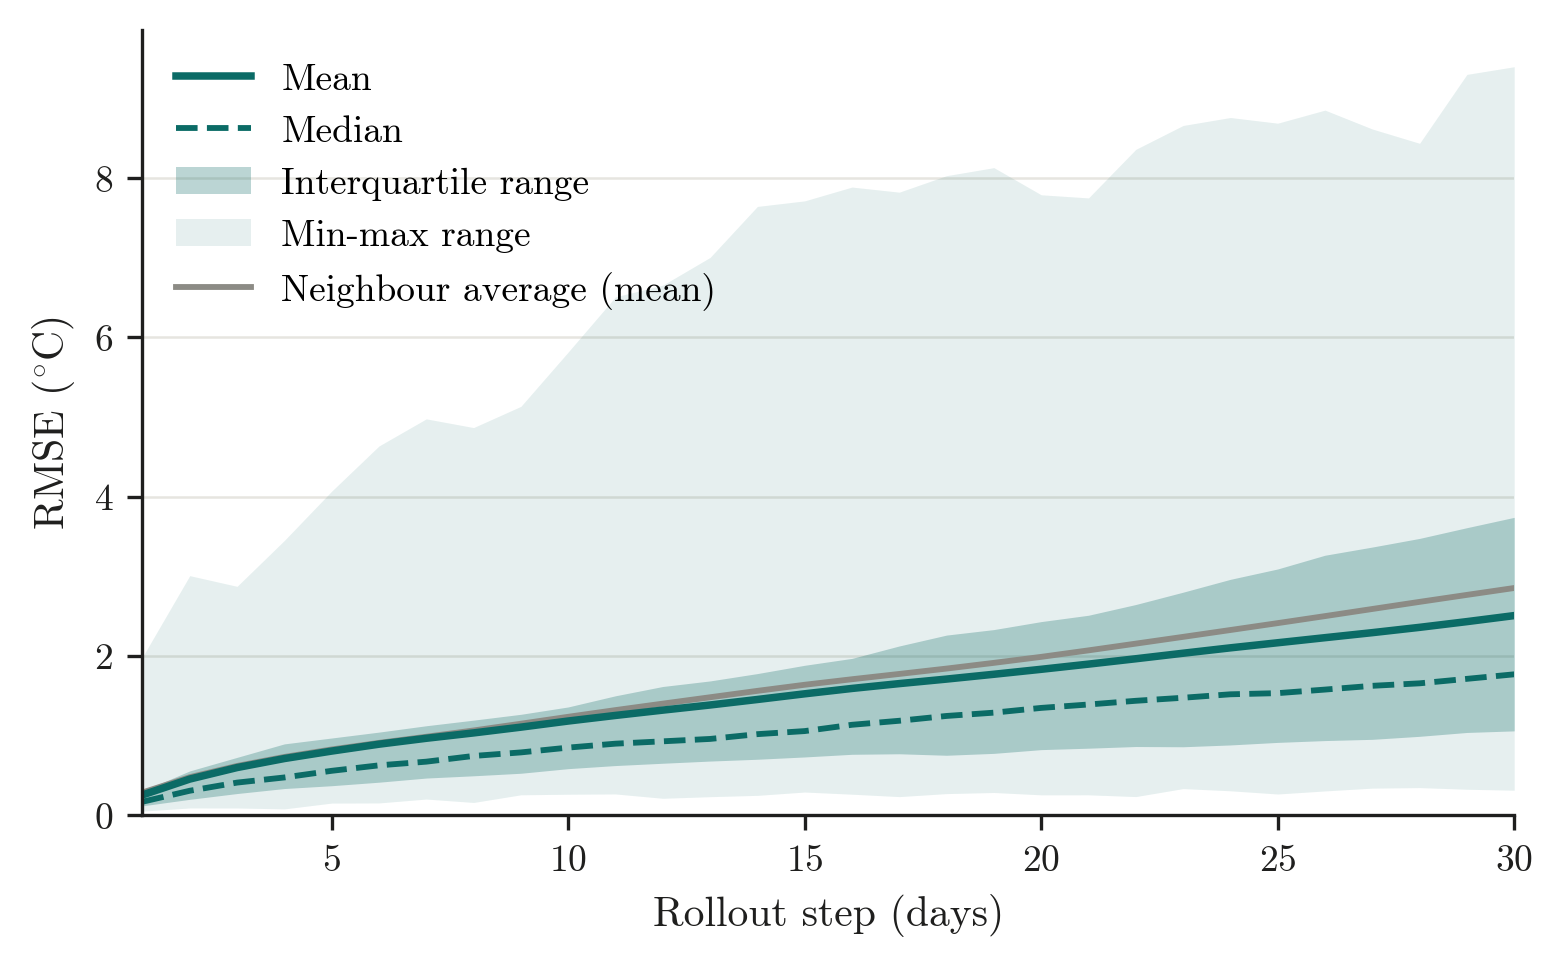 Mean
Median
Interquartile range
Min-max range
Neighbour average (mean)
8
6
4
2
0
RMSE (°C)
5 10 15 20 25 30
Rollout step (days)